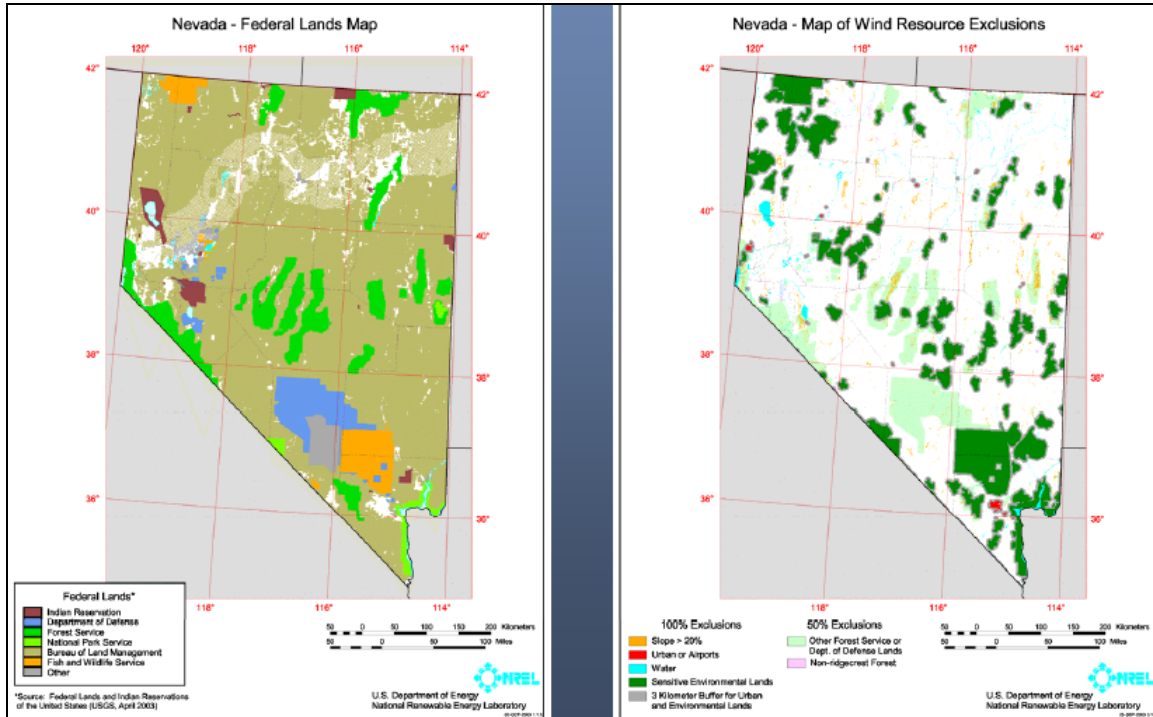 Nevada - Federal Lands Map
120°
116°
114°
42°
42°
40°
40°
38°
38°
36°
36°
118°
116°
114°
Federal Lands*
Indian Reservation
Department of Defense
Forest Service
National Park Service
Bureau of Land Management
Fish and Wildlife Service
Other
*Source: Federal Lands and Indian Reservations
of the United States (USGS, April 2003)
50 0 50 100 150 200 Kilometers
50 0 50 100 Miles
NREL
U.S. Department of Energy
National Renewable Energy Laboratory
Nevada - Map of Wind Resource Exclusions
120°
116°
114°
42°
42°
40°
40°
38°
38°
36°
36°
118°
116°
114°
100% Exclusions
Slope > 20%
Urban or Airports
Water
Sensitive Environmental Lands
3 Kilometer Buffer for Urban
and Environmental Lands
50% Exclusions
Other Forest Service or
Dept. of Defense Lands
Non-ridgecrest Forest
50 0 50 100 150 200 Kilometers
50 0 50 100 Miles
NREL
U.S. Department of Energy
National Renewable Energy Laboratory